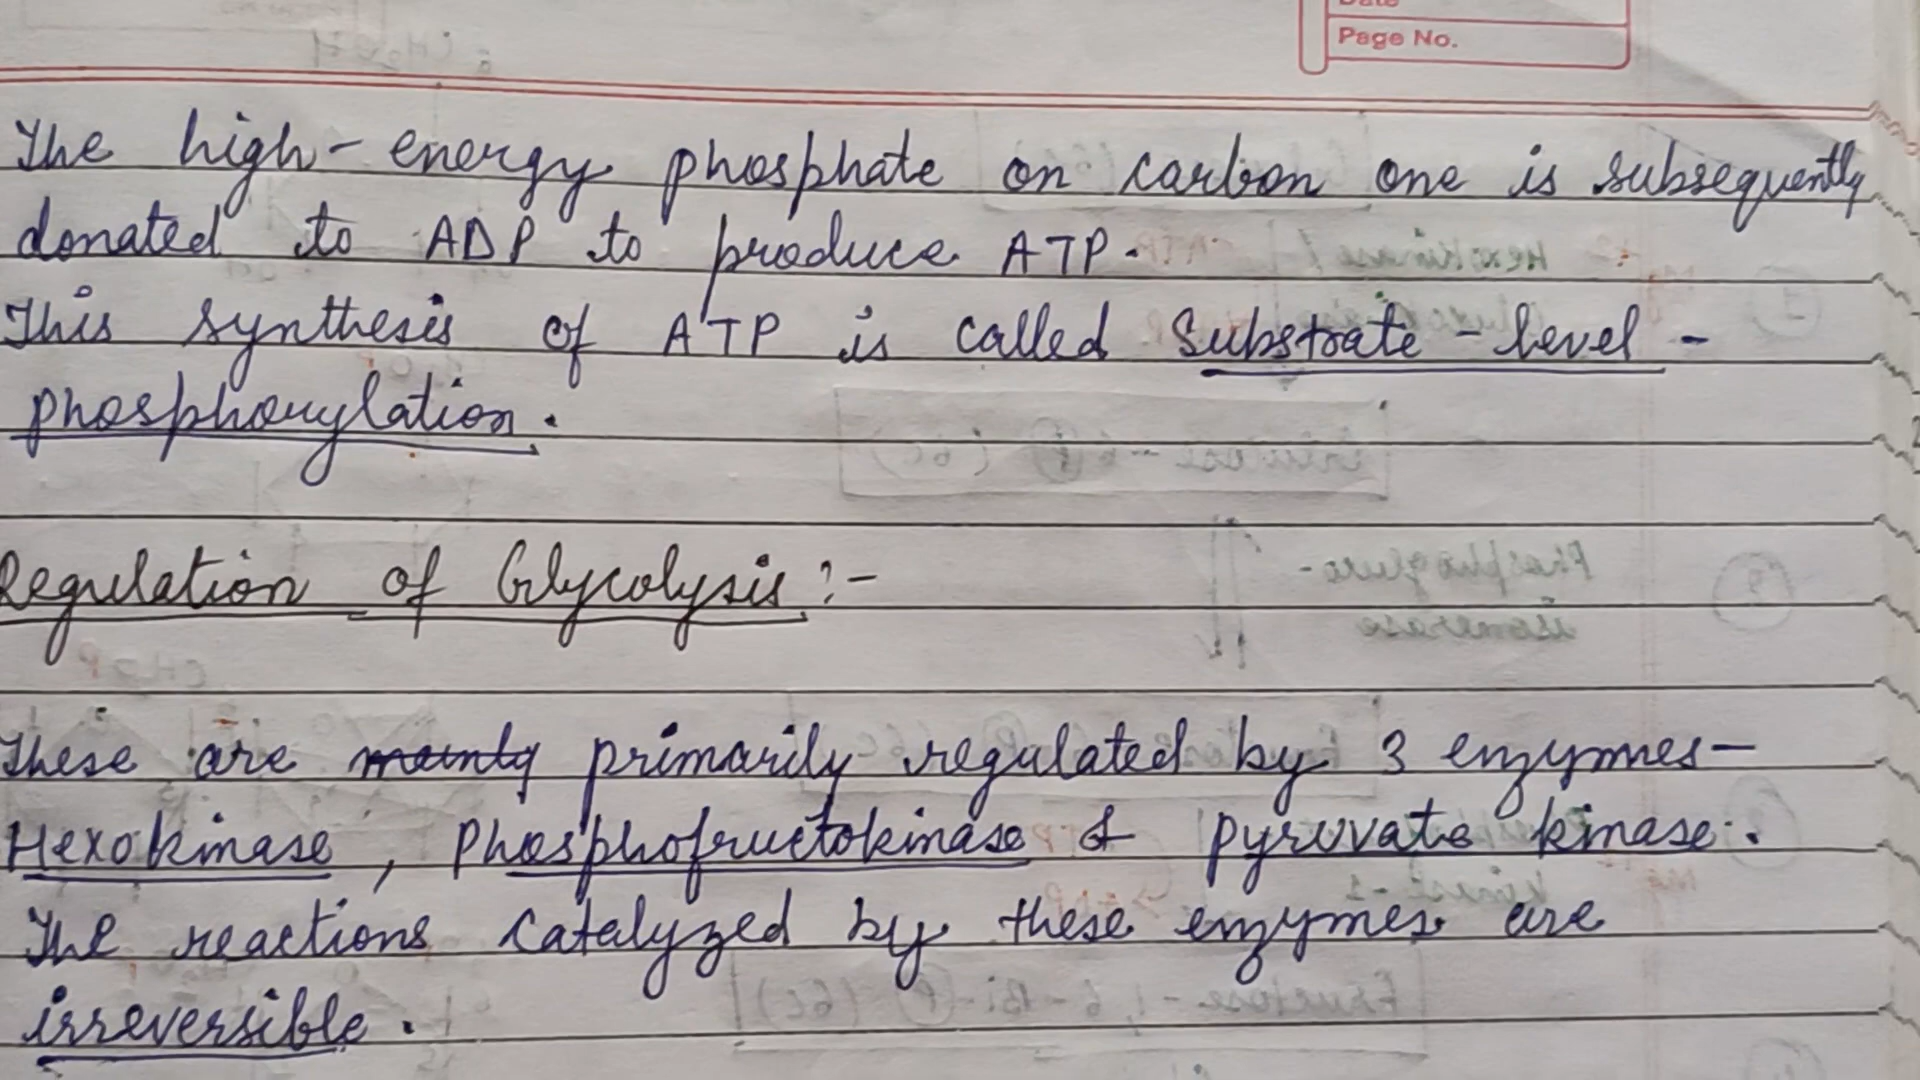 Date
Page No.
The high-energy phosphate on carbon one is subsequently
donated to ADP to produce ATP.
This synthesis of ATP is called Substrate-level-
phosphorylation.
Regulation of Glycolysis:-
These are mainly primarily regulated by 3 enzymes-
Hexokinase, Phosphofructokinase & pyruvate kinase.
The reactions catalyzed by these enzymes are
irreversible.